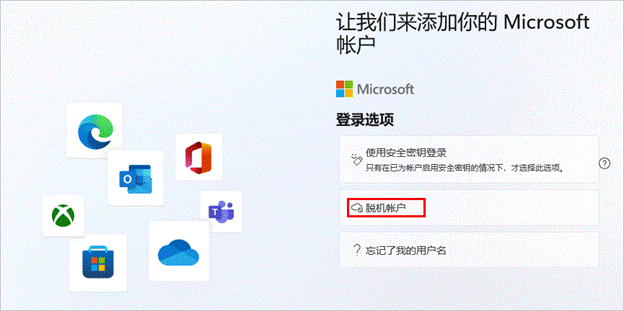 让我们来添加你的 Microsoft
帐户
Microsoft
登录选项
使用安全密钥登录
只有在已为帐户启用安全密钥的情况下，才选择此选项。
脱机帐户
忘记了我的用户名